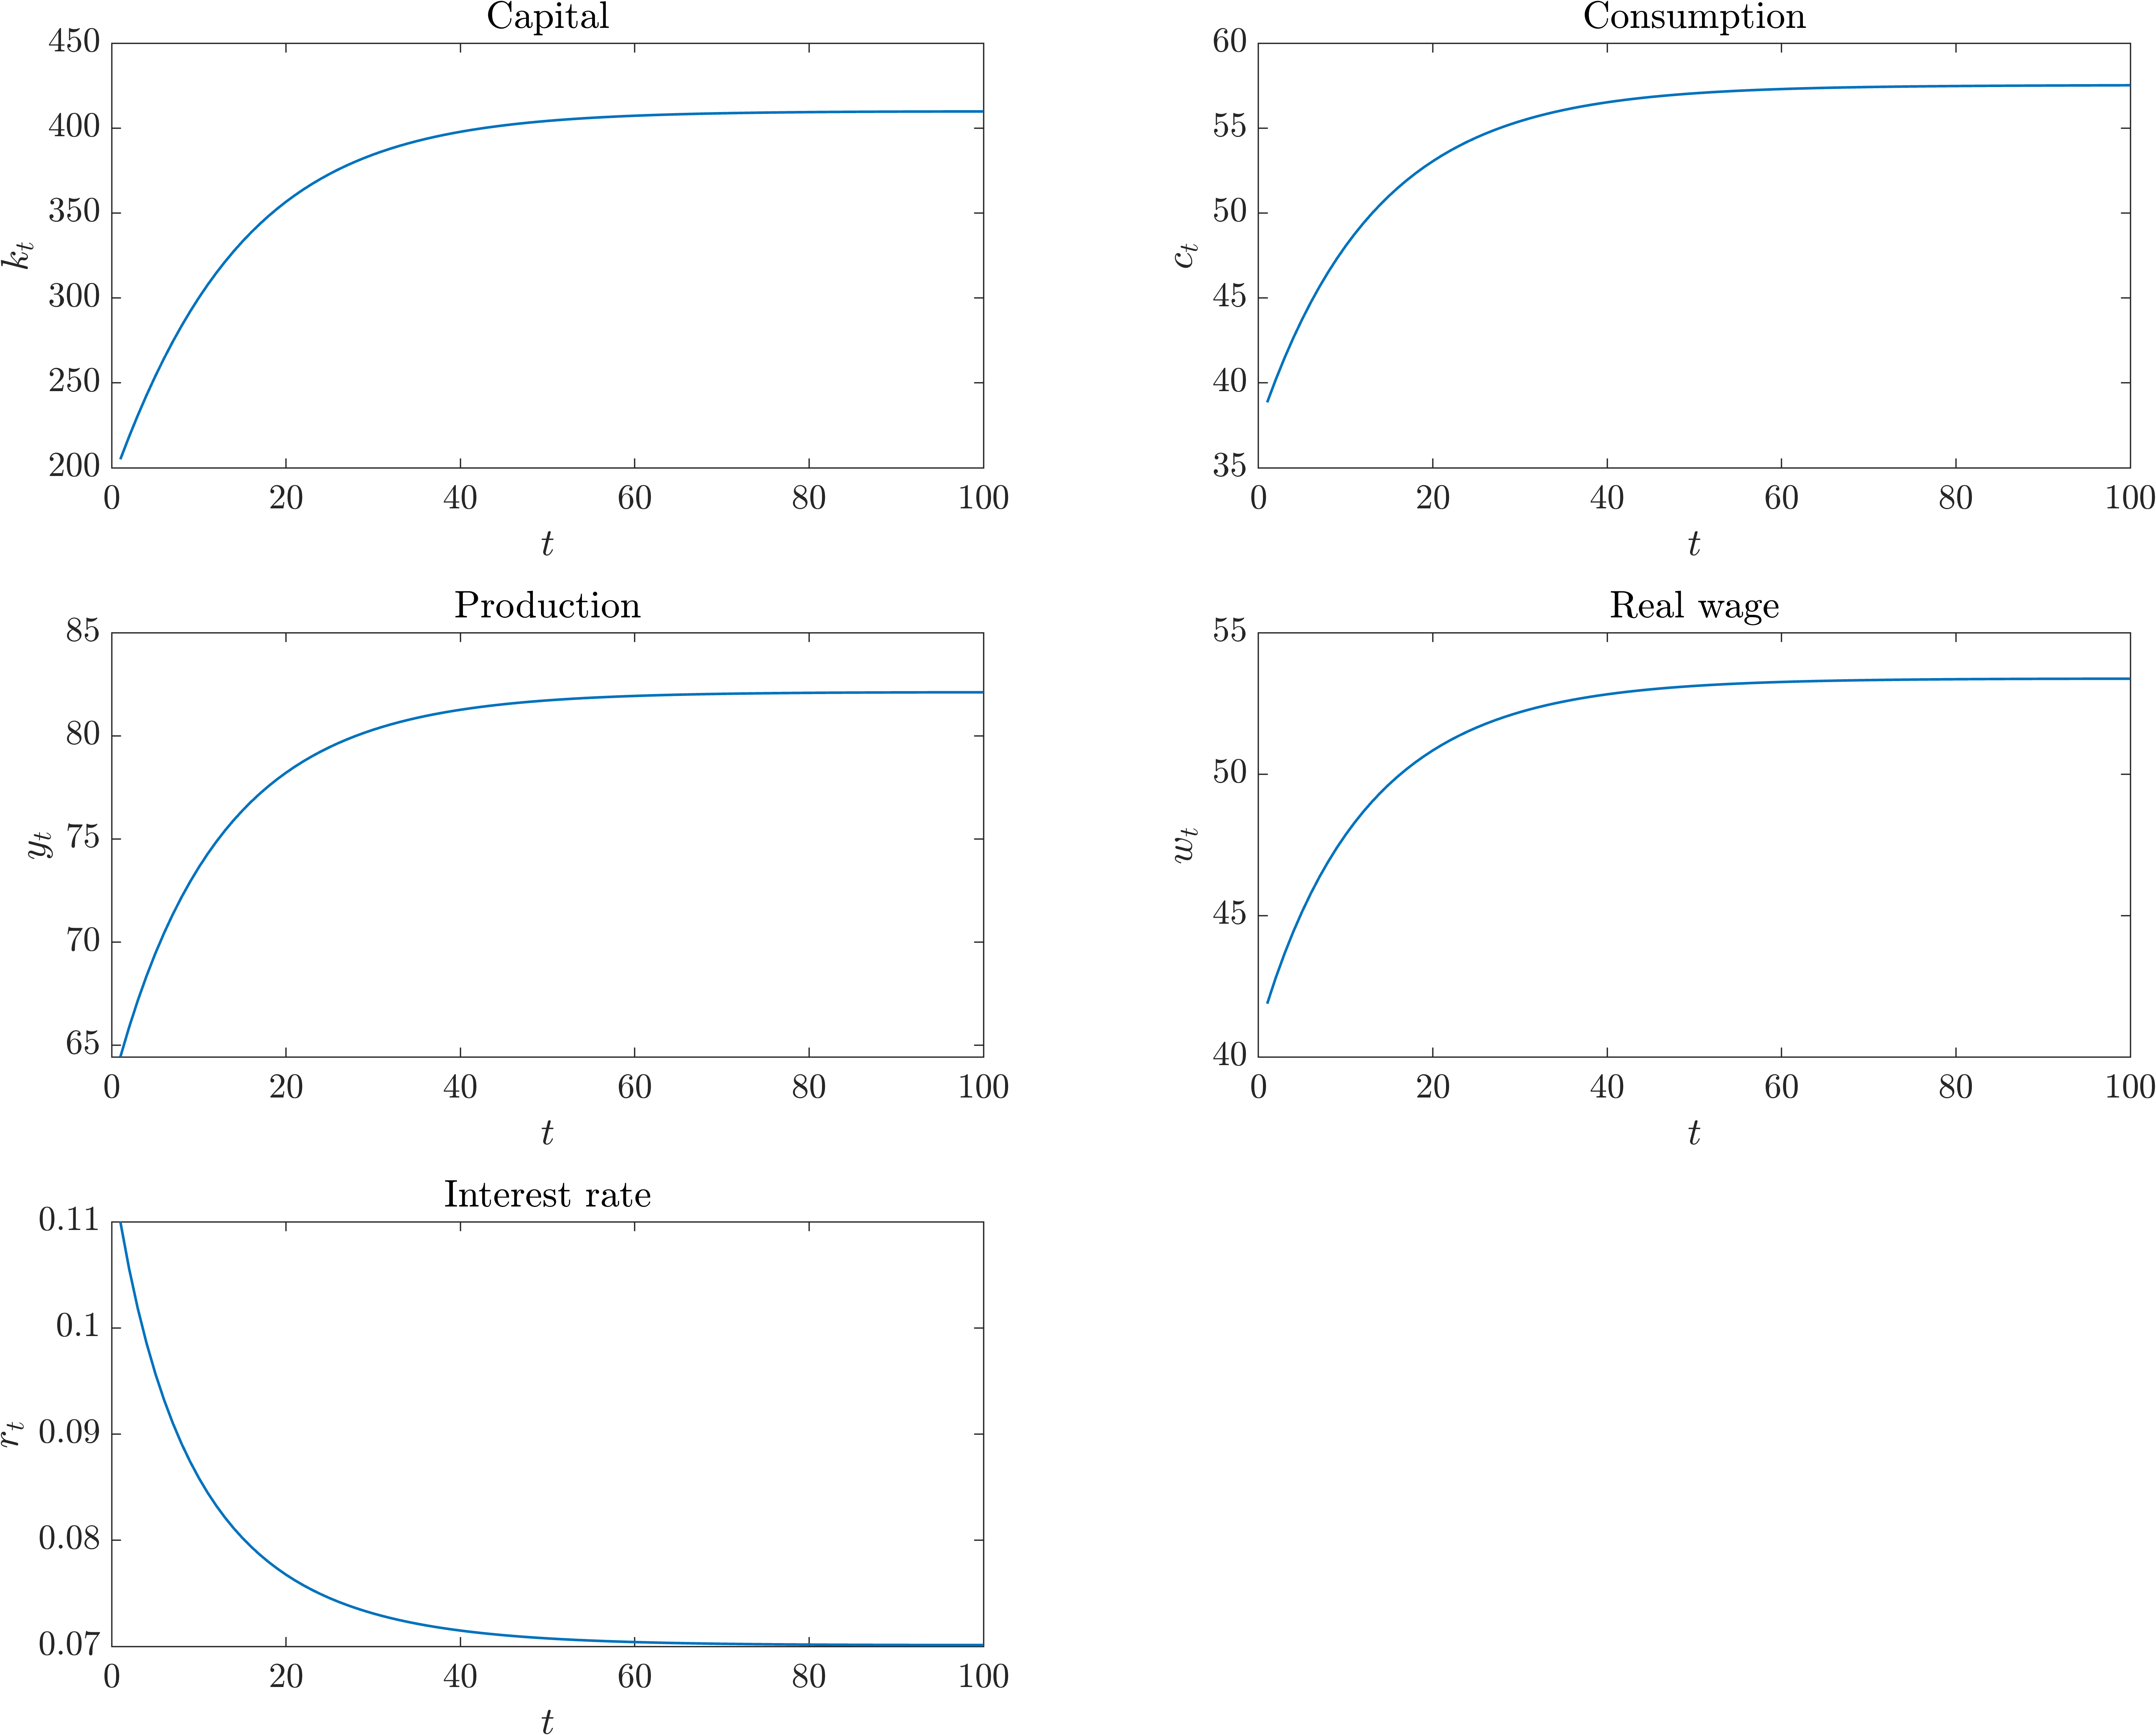 Capital
450
400
350
300
250
200
k_t
0 20 40 60 80 100
t
Consumption
60
55
50
45
40
35
c_t
0 20 40 60 80 100
t
Production
85
80
75
70
65
y_t
0 20 40 60 80 100
t
Real wage
55
50
45
40
w_t
0 20 40 60 80 100
t
Interest rate
0.11
0.1
0.09
0.08
0.07
r_t
0 20 40 60 80 100
t